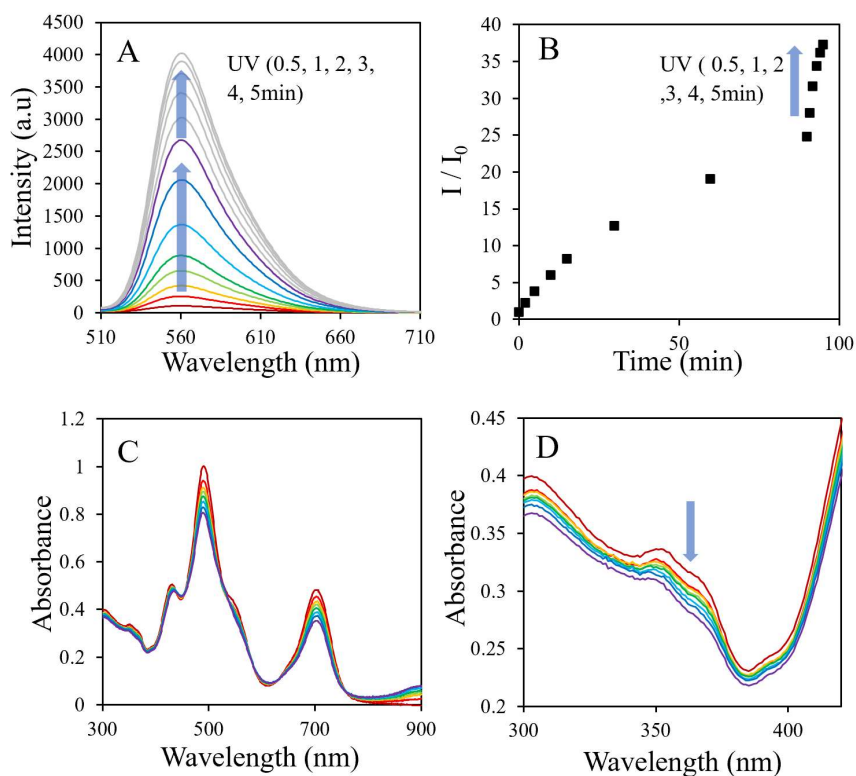 A
UV (0.5, 1, 2, 3,
4, 5min)
Intensity (a.u)
4500
4000
3500
3000
2500
2000
1500
1000
500
0
510 560 610 660 710
Wavelength (nm)
B
UV ( 0.5, 1, 2
,3, 4, 5min)
I / I0
40
35
30
25
20
15
10
5
0
0 50 100
Time (min)
C
Absorbance
1.2
1
0.8
0.6
0.4
0.2
0
300 500 700 900
Wavelength (nm)
D
Absorbance
0.45
0.4
0.35
0.3
0.25
0.2
300 350 400
Wavelength (nm)